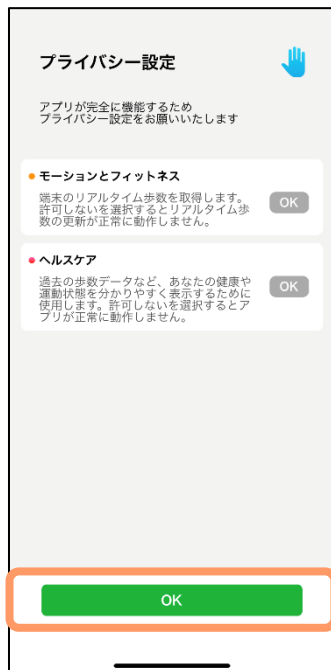 プライバシー設定
アプリが完全に機能するため
プライバシー設定をお願いいたします
モーションとフィットネス
端末のリアルタイム歩数を取得します。
許可しないを選択するとリアルタイム歩
数の更新が正常に動作しません。
OK
ヘルスケア
過去の歩数データなど、あなたの健康や
運動状態を分かりやすく表示するために
使用します。許可しないを選択するとア
プリが正常に動作しません。
OK
OK